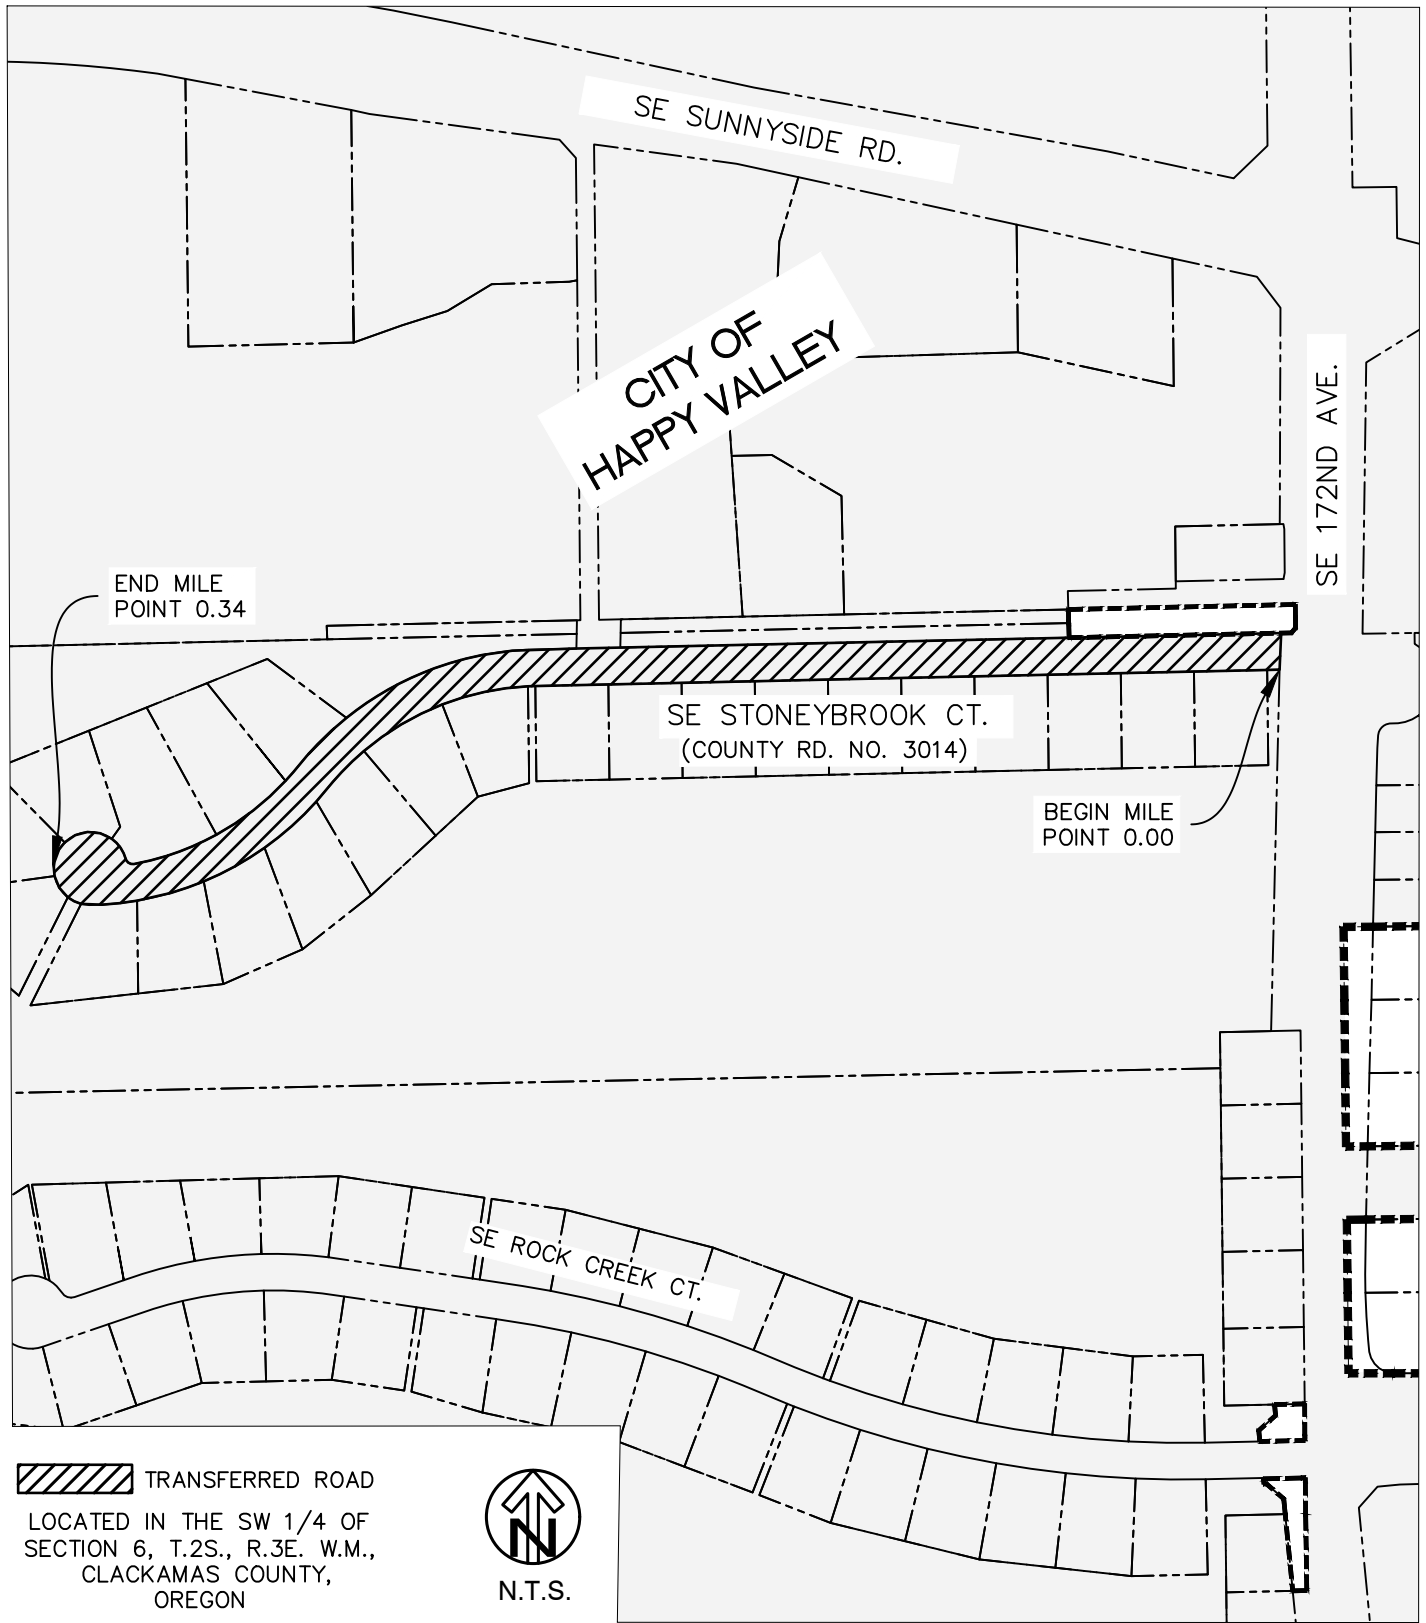 SE SUNNYSIDE RD.
CITY OF
HAPPY VALLEY
SE 172ND AVE.
END MILE
POINT 0.34
SE STONEYBROOK CT.
(COUNTY RD. NO. 3014)
BEGIN MILE
POINT 0.00
SE ROCK CREEK CT.
TRANSFERRED ROAD
LOCATED IN THE SW 1/4 OF
SECTION 6, T.2S., R.3E. W.M.,
CLACKAMAS COUNTY,
OREGON
N
N.T.S.